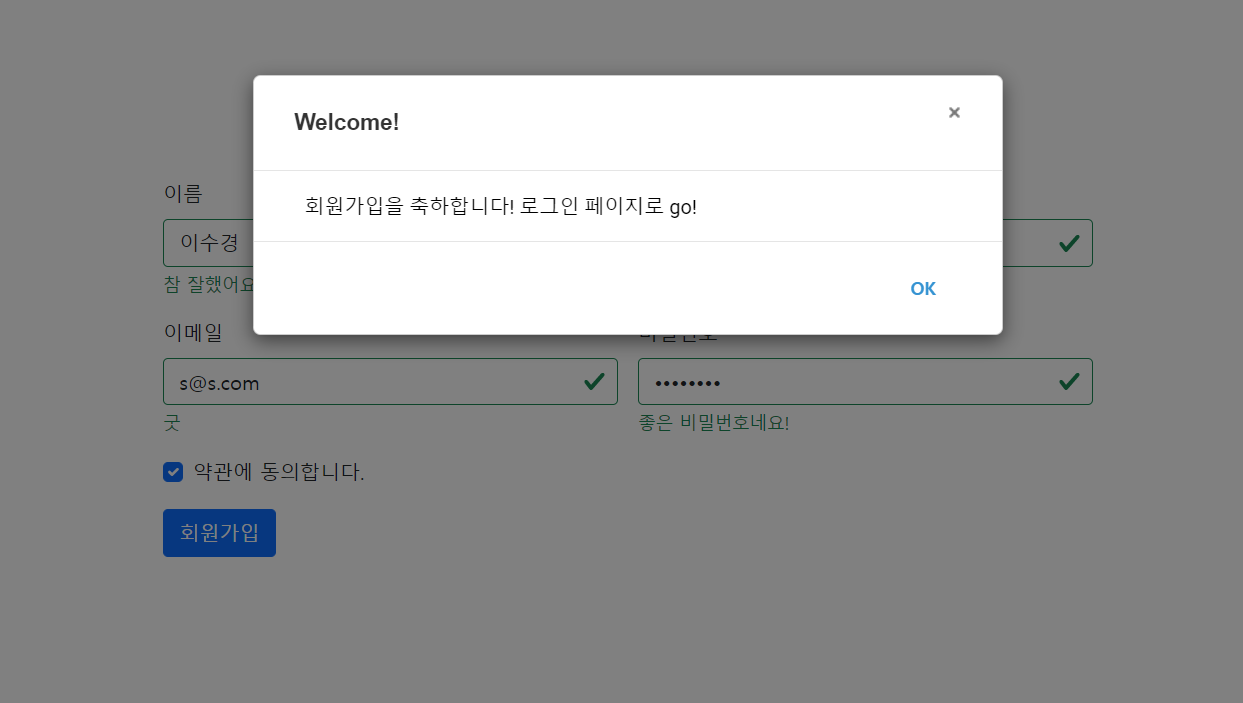 Welcome!
×
회원가입을 축하합니다! 로그인 페이지로 go!
OK
이름
이수경
참 잘했어요
이메일
s@s.com
굿
••••••••
좋은 비밀번호네요!
약관에 동의합니다.
회원가입